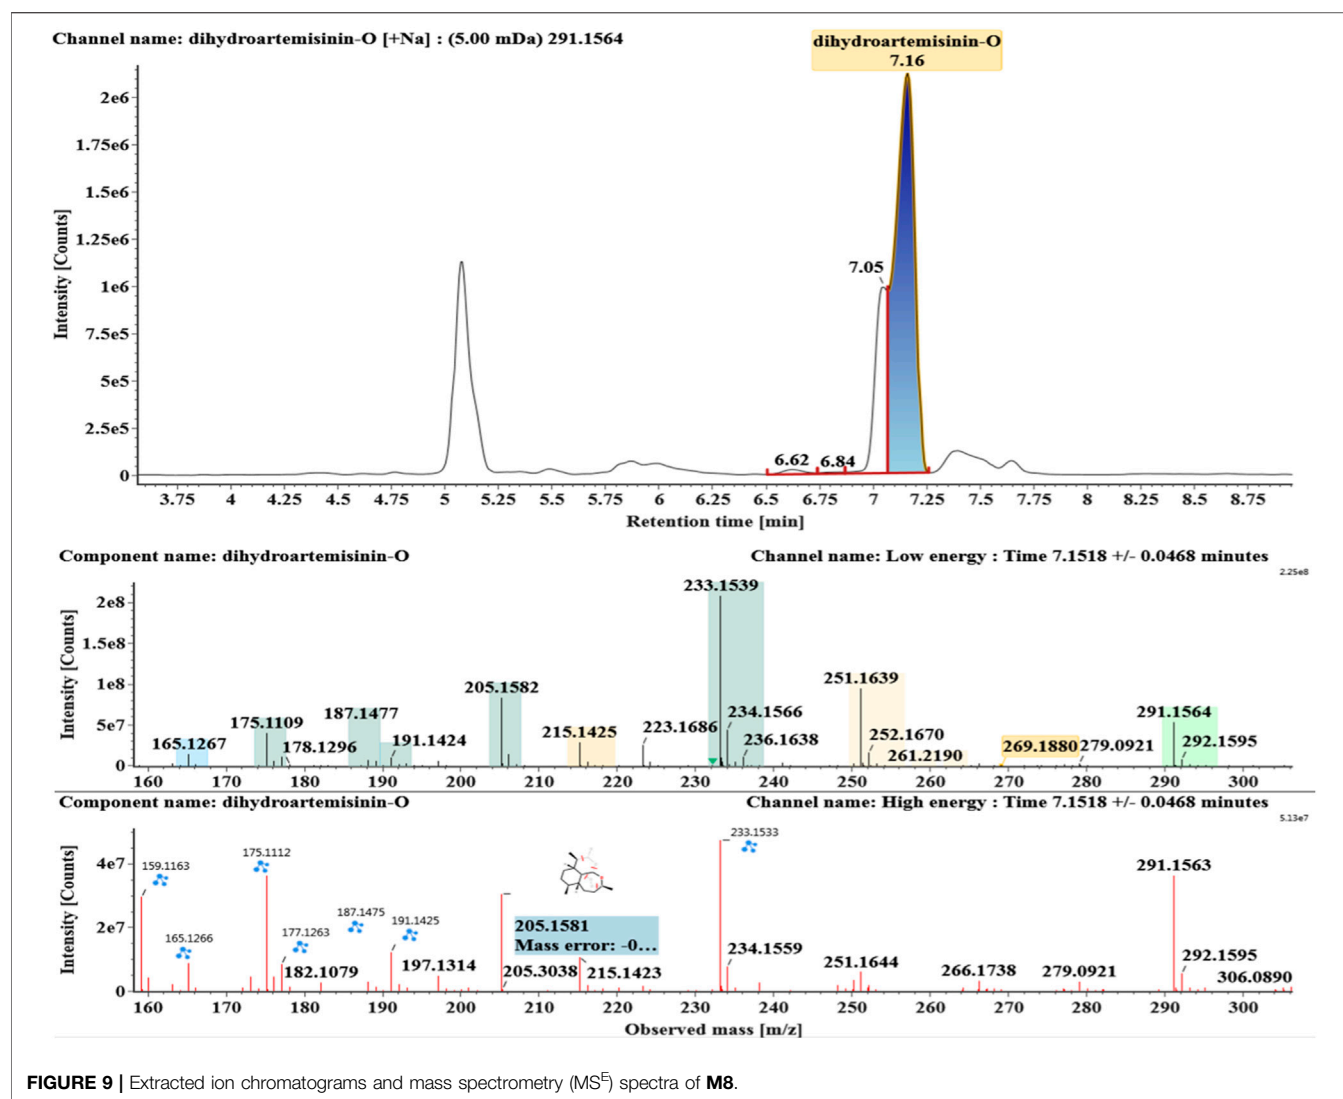 Channel name: dihydroartemisinin-O [+Na] : (5.00 mDa) 291.1564
dihydroartemisinin-O
7.16
Intensity [Counts]
2e6
1.75e6
1.5e6
1.25e6
1e6
7.5e5
5e5
2.5e5
0
7.05
6.62 6.84
3.75 4 4.25 4.5 4.75 5 5.25 5.5 5.75 6 6.25 6.5 6.75 7 7.25 7.5 7.75 8 8.25 8.5 8.75
Retention time [min]
Component name: dihydroartemisinin-O
Channel name: Low energy : Time 7.1518 +/- 0.0468 minutes
2.25e8
Intensity [Counts]
2e8
1.5e8
1e8
5e7
0
165.1267
175.1109
178.1296
187.1477
191.1424
205.1582
215.1425
223.1686
233.1539
234.1566
236.1638
251.1639
252.1670
261.2190
269.1880
279.0921
291.1564
292.1595
160 170 180 190 200 210 220 230 240 250 260 270 280 290 300
Component name: dihydroartemisinin-O
Channel name: High energy : Time 7.1518 +/- 0.0468 minutes
5.13e7
Intensity [Counts]
4e7
2e7
0
159.1163
165.1266
175.1112
177.1263
182.1079
187.1475
191.1425
197.1314
205.1581
Mass error: -0...
205.3038
215.1423
233.1533
234.1559
251.1644
266.1738
279.0921
291.1563
292.1595
306.0890
160 170 180 190 200 210 220 230 240 250 260 270 280 290 300
Observed mass [m/z]
FIGURE 9 | Extracted ion chromatograms and mass spectrometry (MSE) spectra of M8.